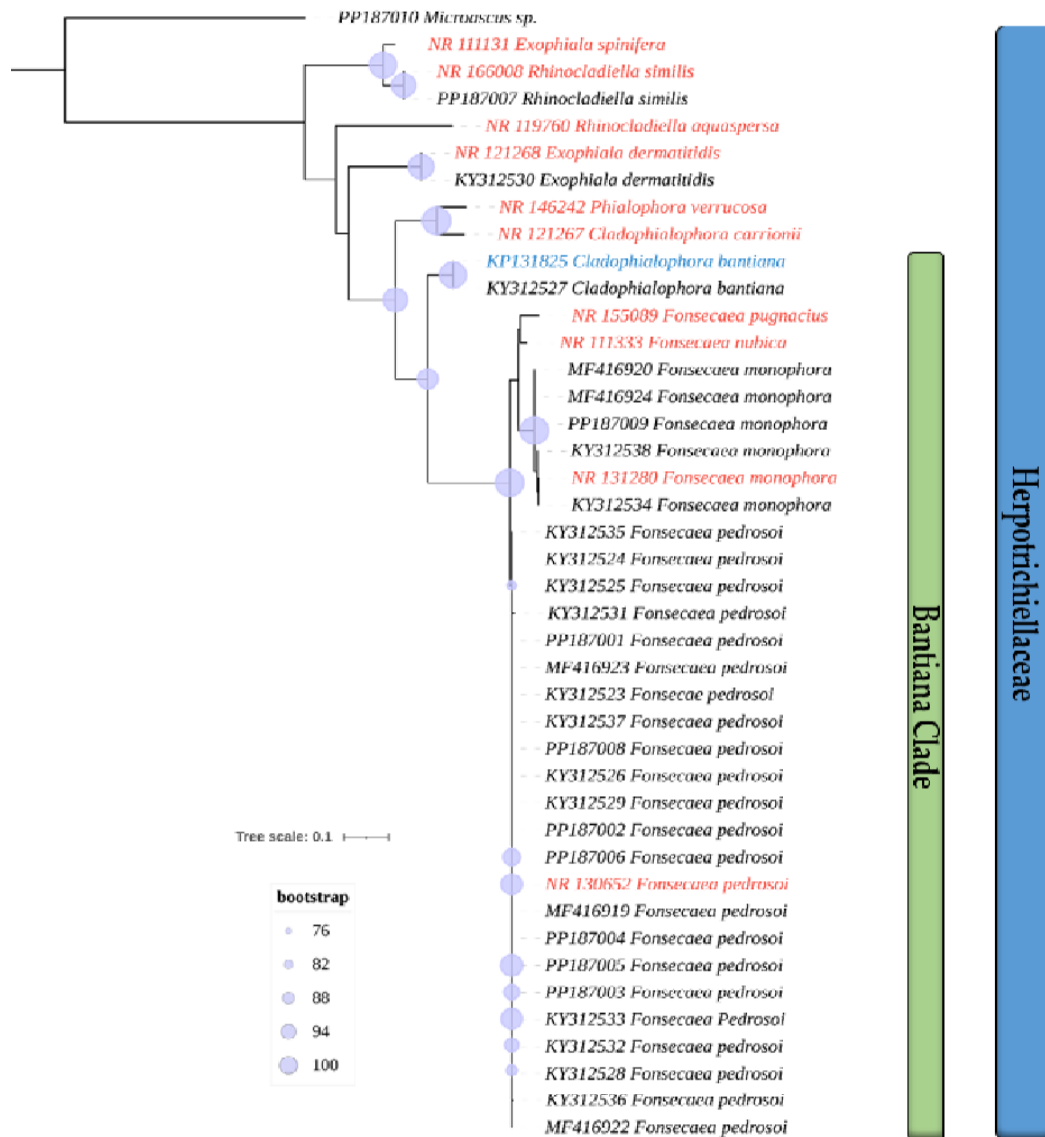 PP187010 Microascus sp.
NR 111131 Exophiala spinifera
NR 166008 Rhinocladiella similis
PP187007 Rhinocladiella similis
NR 119760 Rhinocladiella aquaspersa
NR 121268 Exophiala dermatitidis
KY312530 Exophiala dermatitidis
NR 146242 Phialophora verrucosa
NR 121267 Cladophialophora carrionii
KP131825 Cladophialophora bantiana
KY312527 Cladophialophora bantiana
NR 155089 Fonsecaea pugnacius
NR 111333 Fonsecaea nubica
MF416920 Fonsecaea monophora
MF416924 Fonsecaea monophora
PP187009 Fonsecaea monophora
KY312538 Fonsecaea monophora
NR 131280 Fonsecaea monophora
KY312534 Fonsecaea monophora
KY312535 Fonsecaea pedrosoi
KY312524 Fonsecaea pedrosoi
KY312525 Fonsecaea pedrosoi
KY312531 Fonsecaea pedrosoi
PP187001 Fonsecaea pedrosoi
MF416923 Fonsecaea pedrosoi
KY312523 Fonsecae pedrosoi
KY312537 Fonsecaea pedrosoi
PP187008 Fonsecaea pedrosoi
KY312526 Fonsecaea pedrosoi
KY312529 Fonsecaea pedrosoi
PP187002 Fonsecaea pedrosoi
PP187006 Fonsecaea pedrosoi
NR 130652 Fonsecaea pedrosoi
MF416919 Fonsecaea pedrosoi
PP187004 Fonsecaea pedrosoi
PP187005 Fonsecaea pedrosoi
PP187003 Fonsecaea pedrosoi
KY312533 Fonsecaea Pedrosoi
KY312532 Fonsecaea pedrosoi
KY312528 Fonsecaea pedrosoi
KY312536 Fonsecaea pedrosoi
MF416922 Fonsecaea pedrosoi
Tree scale: 0.1
bootstrap
76
82
88
94
100
Bantiana Clade
Herpotrichiellaceae